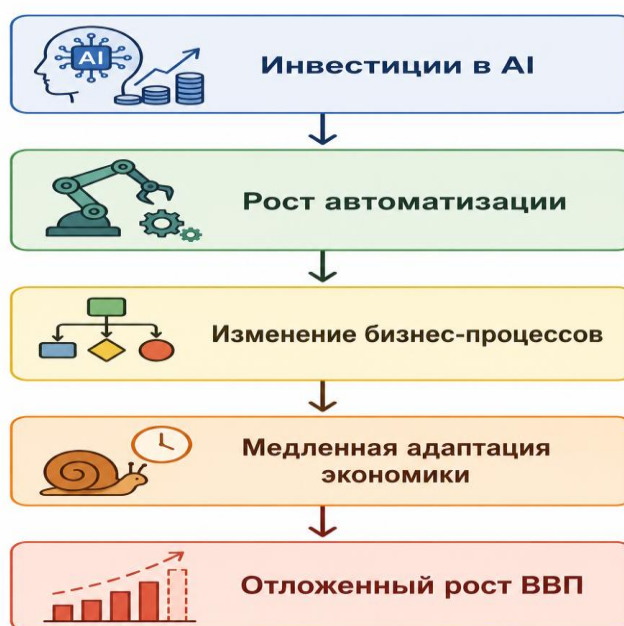 AI
Инвестиции в AI
Рост автоматизации
Изменение бизнес-процессов
Медленная адаптация
экономики
Отложенный рост ВВП